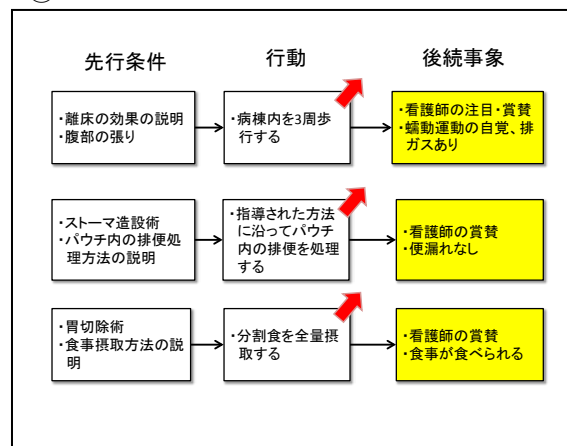 先行条件
行動
後続事象
・離床の効果の説明
・腹部の張り
・病棟内を3周歩
行する
・看護師の注目・賞賛
・蠕動運動の自覚、排
ガスあり
・ストーマ造設術
・パウチ内の排便処
理方法の説明
・指導された方法
に沿ってパウチ
内の排便を処理
する
・看護師の賞賛
・便漏れなし
・胃切除術
・食事摂取方法の説
明
・分割食を全量摂
取する
・看護師の賞賛
・食事が食べられる